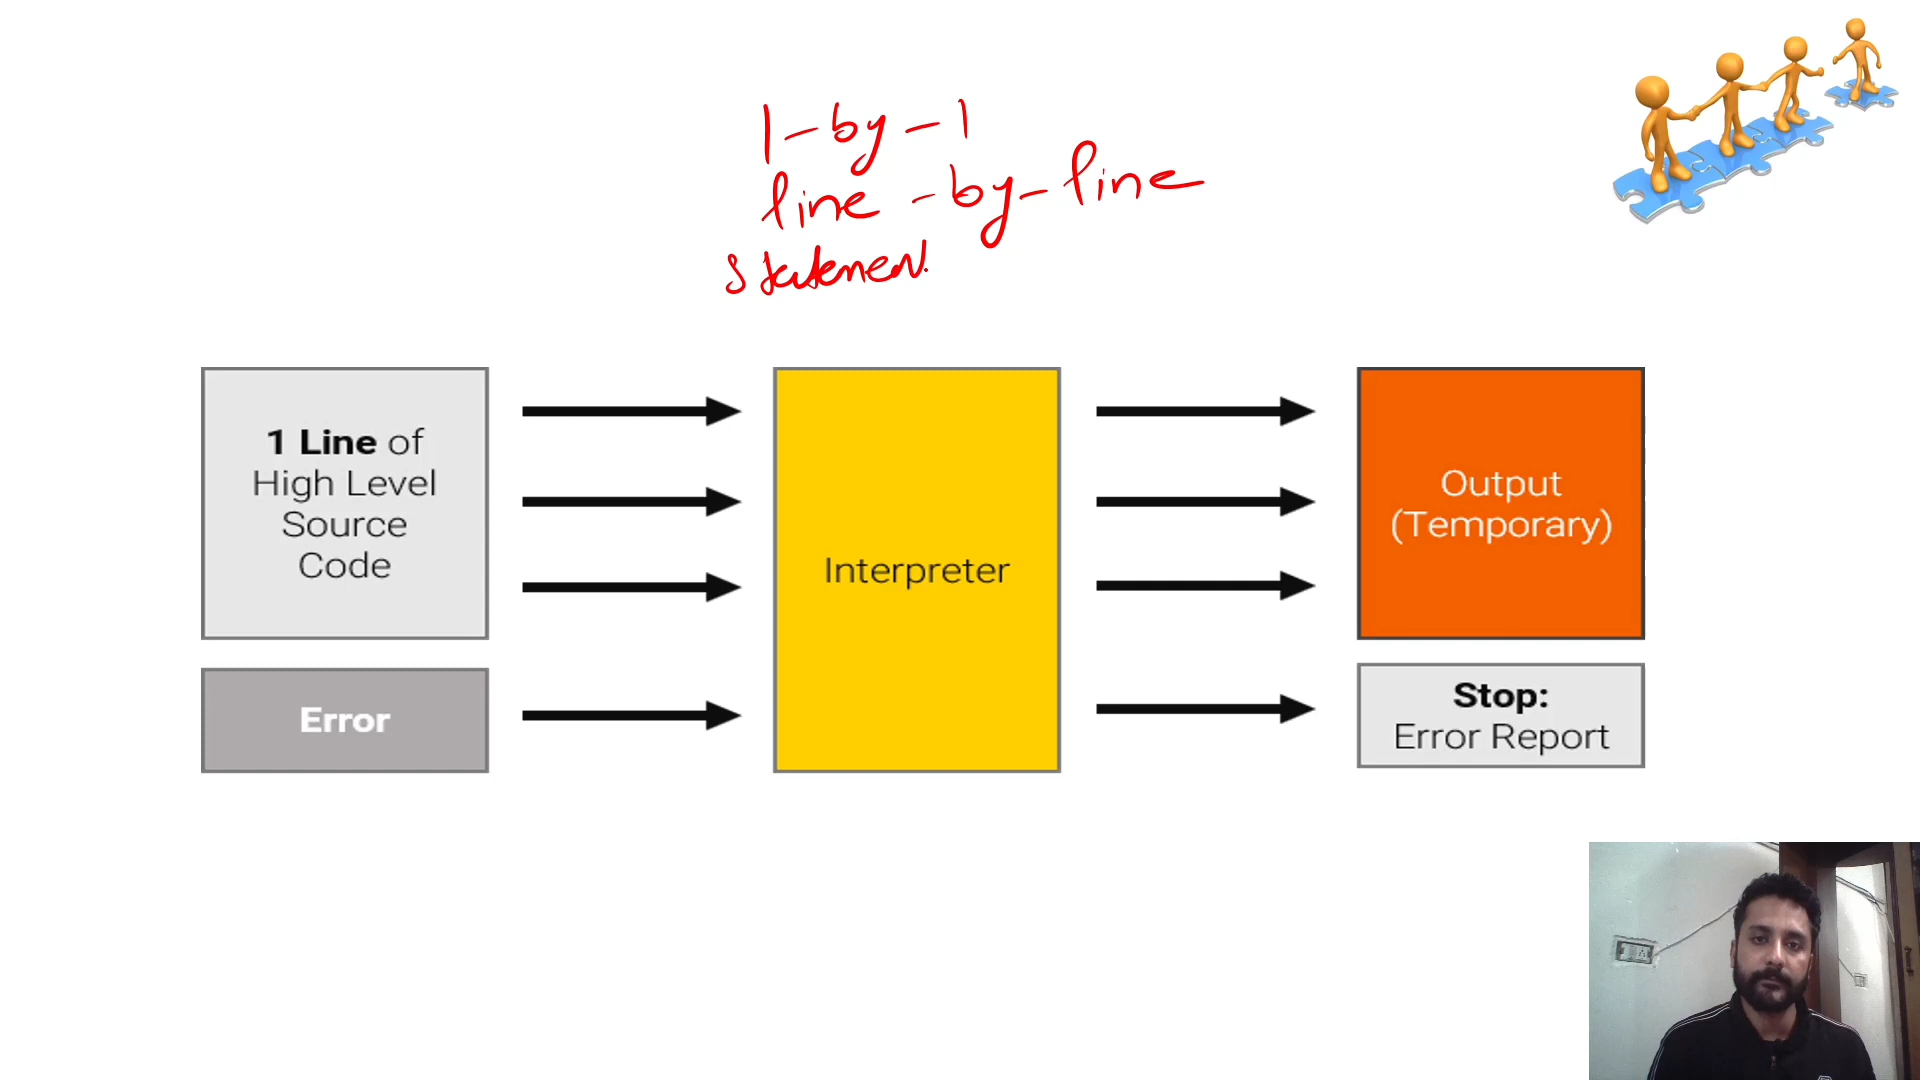 1-by-1
line-by-line
statement
1 Line of
High Level
Source
Code
Error
Interpreter
Output
(Temporary)
Stop:
Error Report